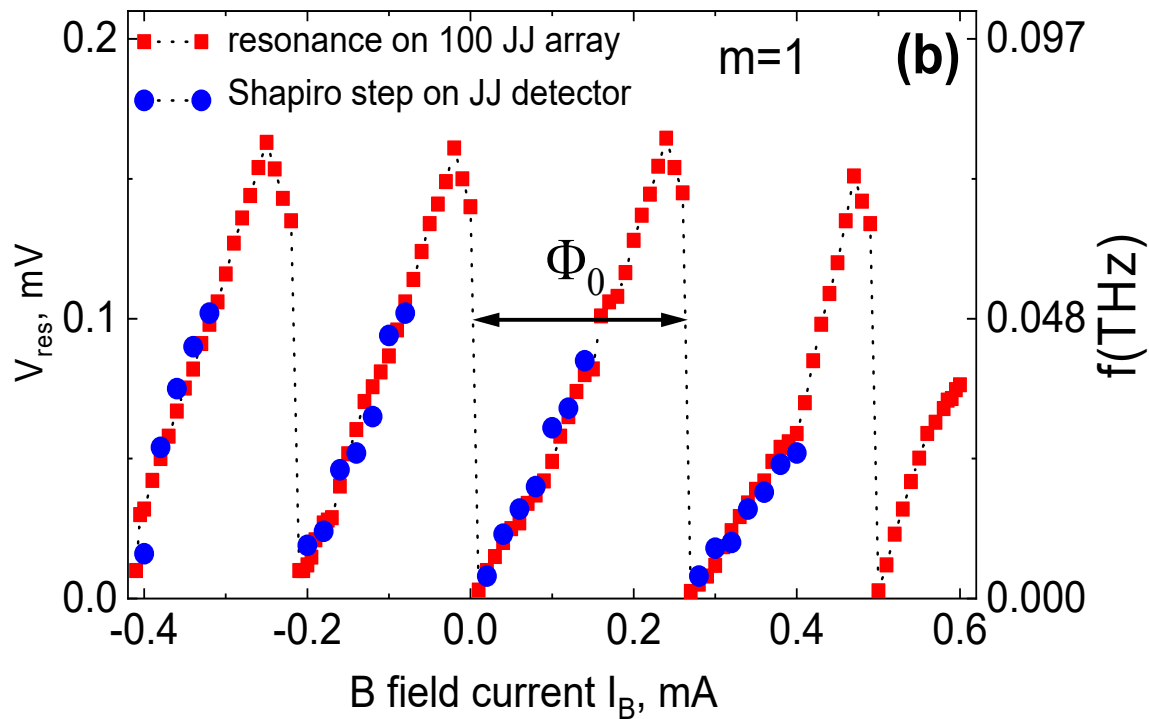 resonance on 100 JJ array
Shapiro step on JJ detector
m=1
(b)
0.2
0.1
0.0
V_res, mV
Φ₀
0.097
0.048
0.000
f(THz)
-0.4 -0.2 0.0 0.2 0.4 0.6
B field current I_B, mA